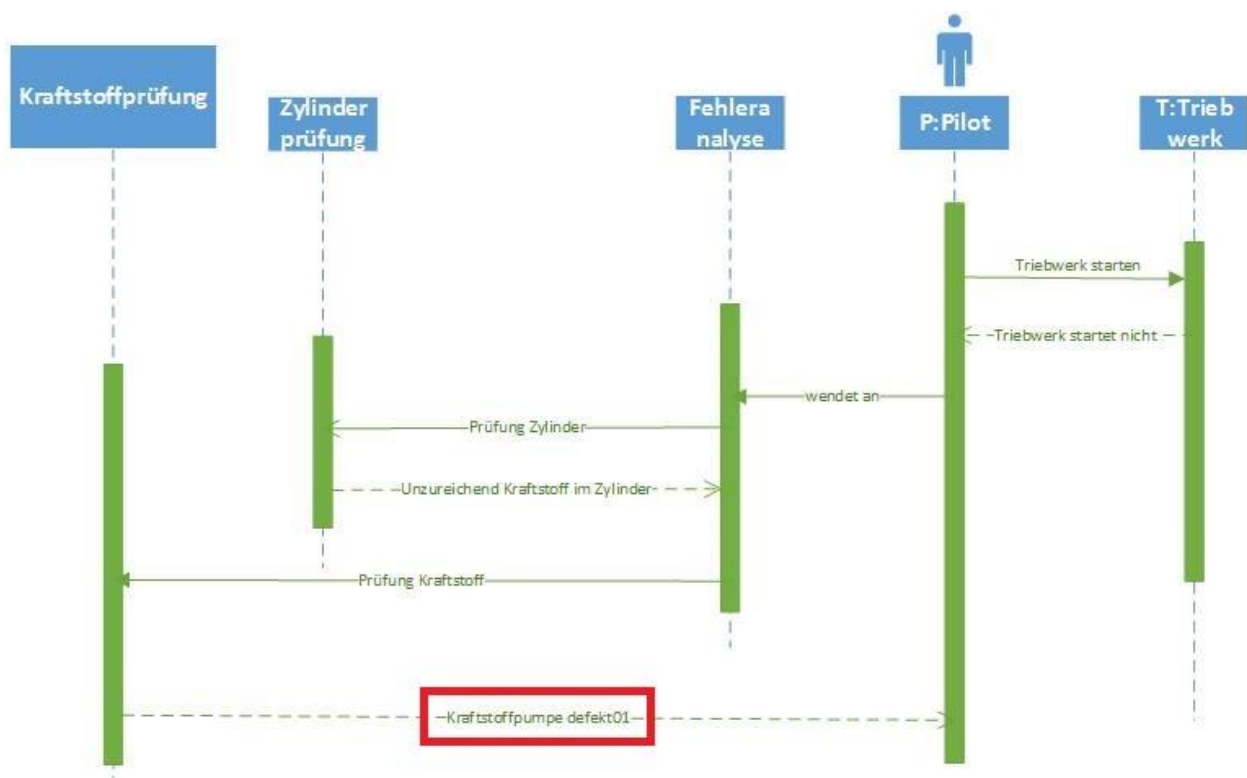 Kraftstoffprüfung
Zylinder
prüfung
Fehlera
nalyse
P:Pilot
T:Trieb
werk
Triebwerk starten
Triebwerk startet nicht
wendet an
Prüfung Zylinder
Unzureichend Kraftstoff im Zylinder
Prüfung Kraftstoff
Kraftstoffpumpe defekt01